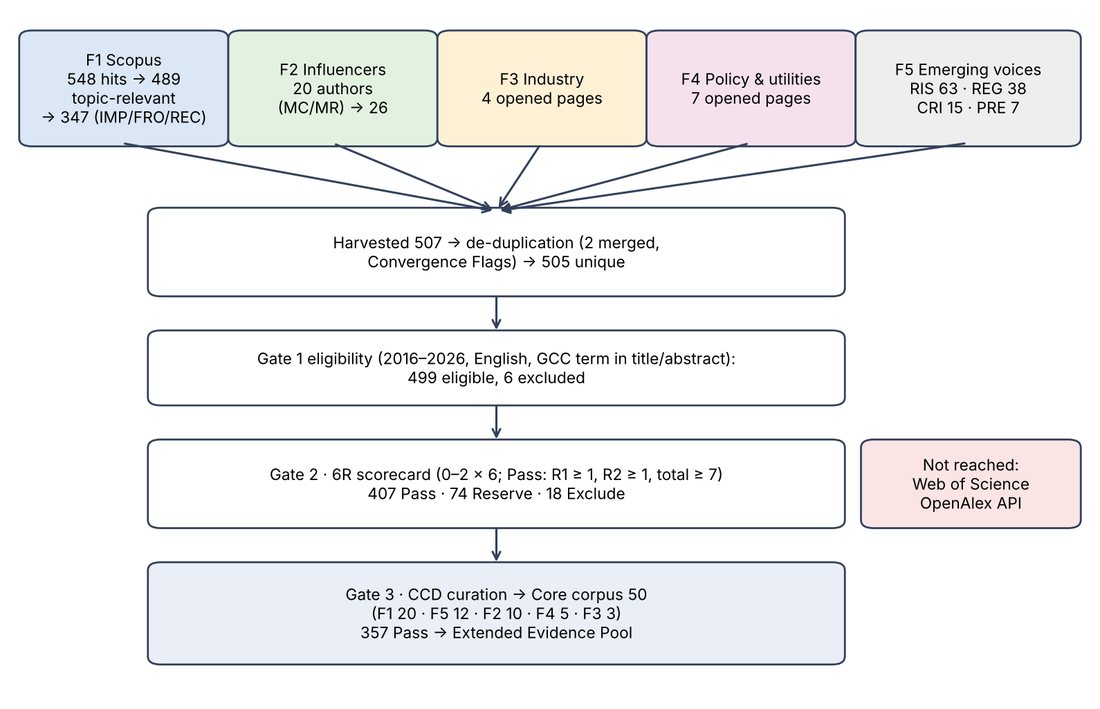 F1 Scopus
548 hits → 489
topic-relevant
→ 347 (IMP/FRO/REC)
F2 Influencers
20 authors
(MC/MR) → 26
F3 Industry
4 opened pages
F4 Policy & utilities
7 opened pages
F5 Emerging voices
RIS 63 · REG 38
CRI 15 · PRE 7
Harvested 507 → de-duplication (2 merged,
Convergence Flags) → 505 unique
Gate 1 eligibility (2016–2026, English, GCC term in title/abstract):
499 eligible, 6 excluded
Gate 2 · 6R scorecard (0–2 × 6; Pass: R1 ≥ 1, R2 ≥ 1, total ≥ 7)
407 Pass · 74 Reserve · 18 Exclude
Not reached:
Web of Science
OpenAlex API
Gate 3 · CCD curation → Core corpus 50
(F1 20 · F5 12 · F2 10 · F4 5 · F3 3)
357 Pass → Extended Evidence Pool